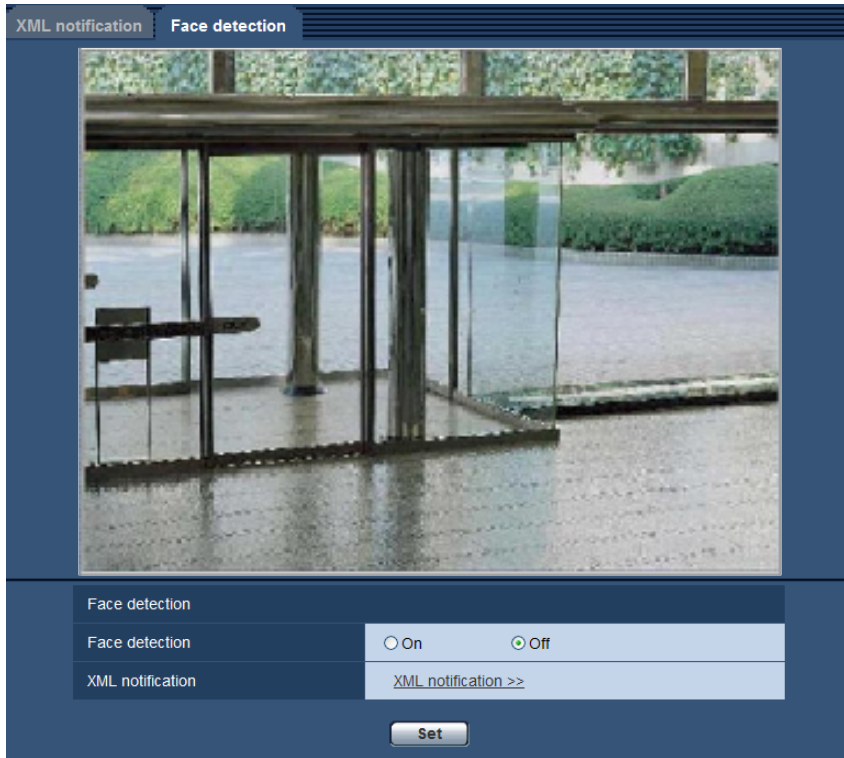 XML notification Face detection
Face detection
Face detection On Off
XML notification XML notification >>
Set